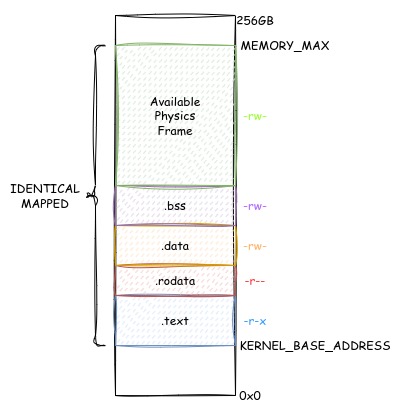 256GB
MEMORY_MAX
Available
Physics
Frame
-rw-
IDENTICAL
MAPPED
.bss
-rw-
.data
-rw-
.rodata
-r--
.text
-r-x
KERNEL_BASE_ADDRESS
0x0